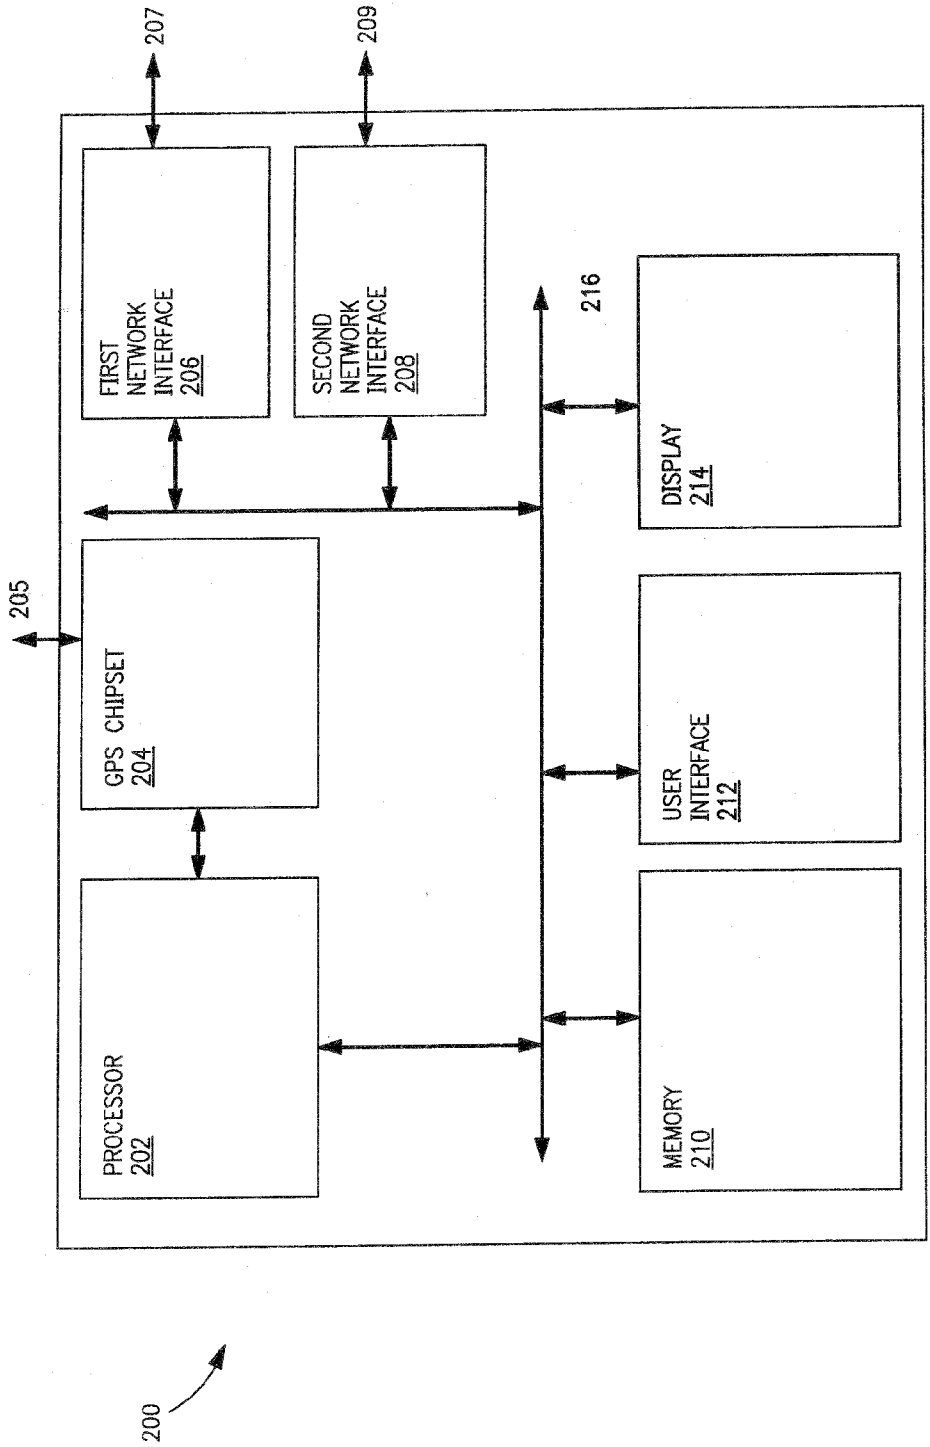 200
PROCESSOR
202
GPS CHIPSET
204
205
FIRST
NETWORK
INTERFACE
206
207
SECOND
NETWORK
INTERFACE
208
209
216
MEMORY
210
USER
INTERFACE
212
DISPLAY
214